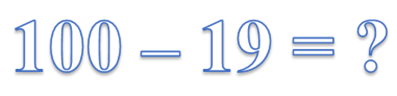 100 – 19 = ?